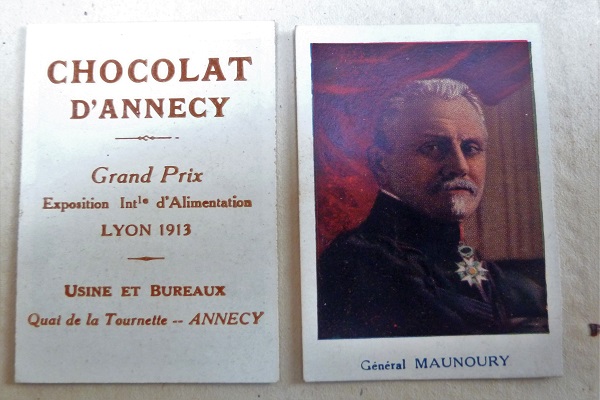 CHOCOLAT
D'ANNECY
Grand Prix
Exposition Intle d'Alimentation
LYON 1913
USINE ET BUREAUX
Quai de la Tournette -- ANNECY
Général MAUNOURY